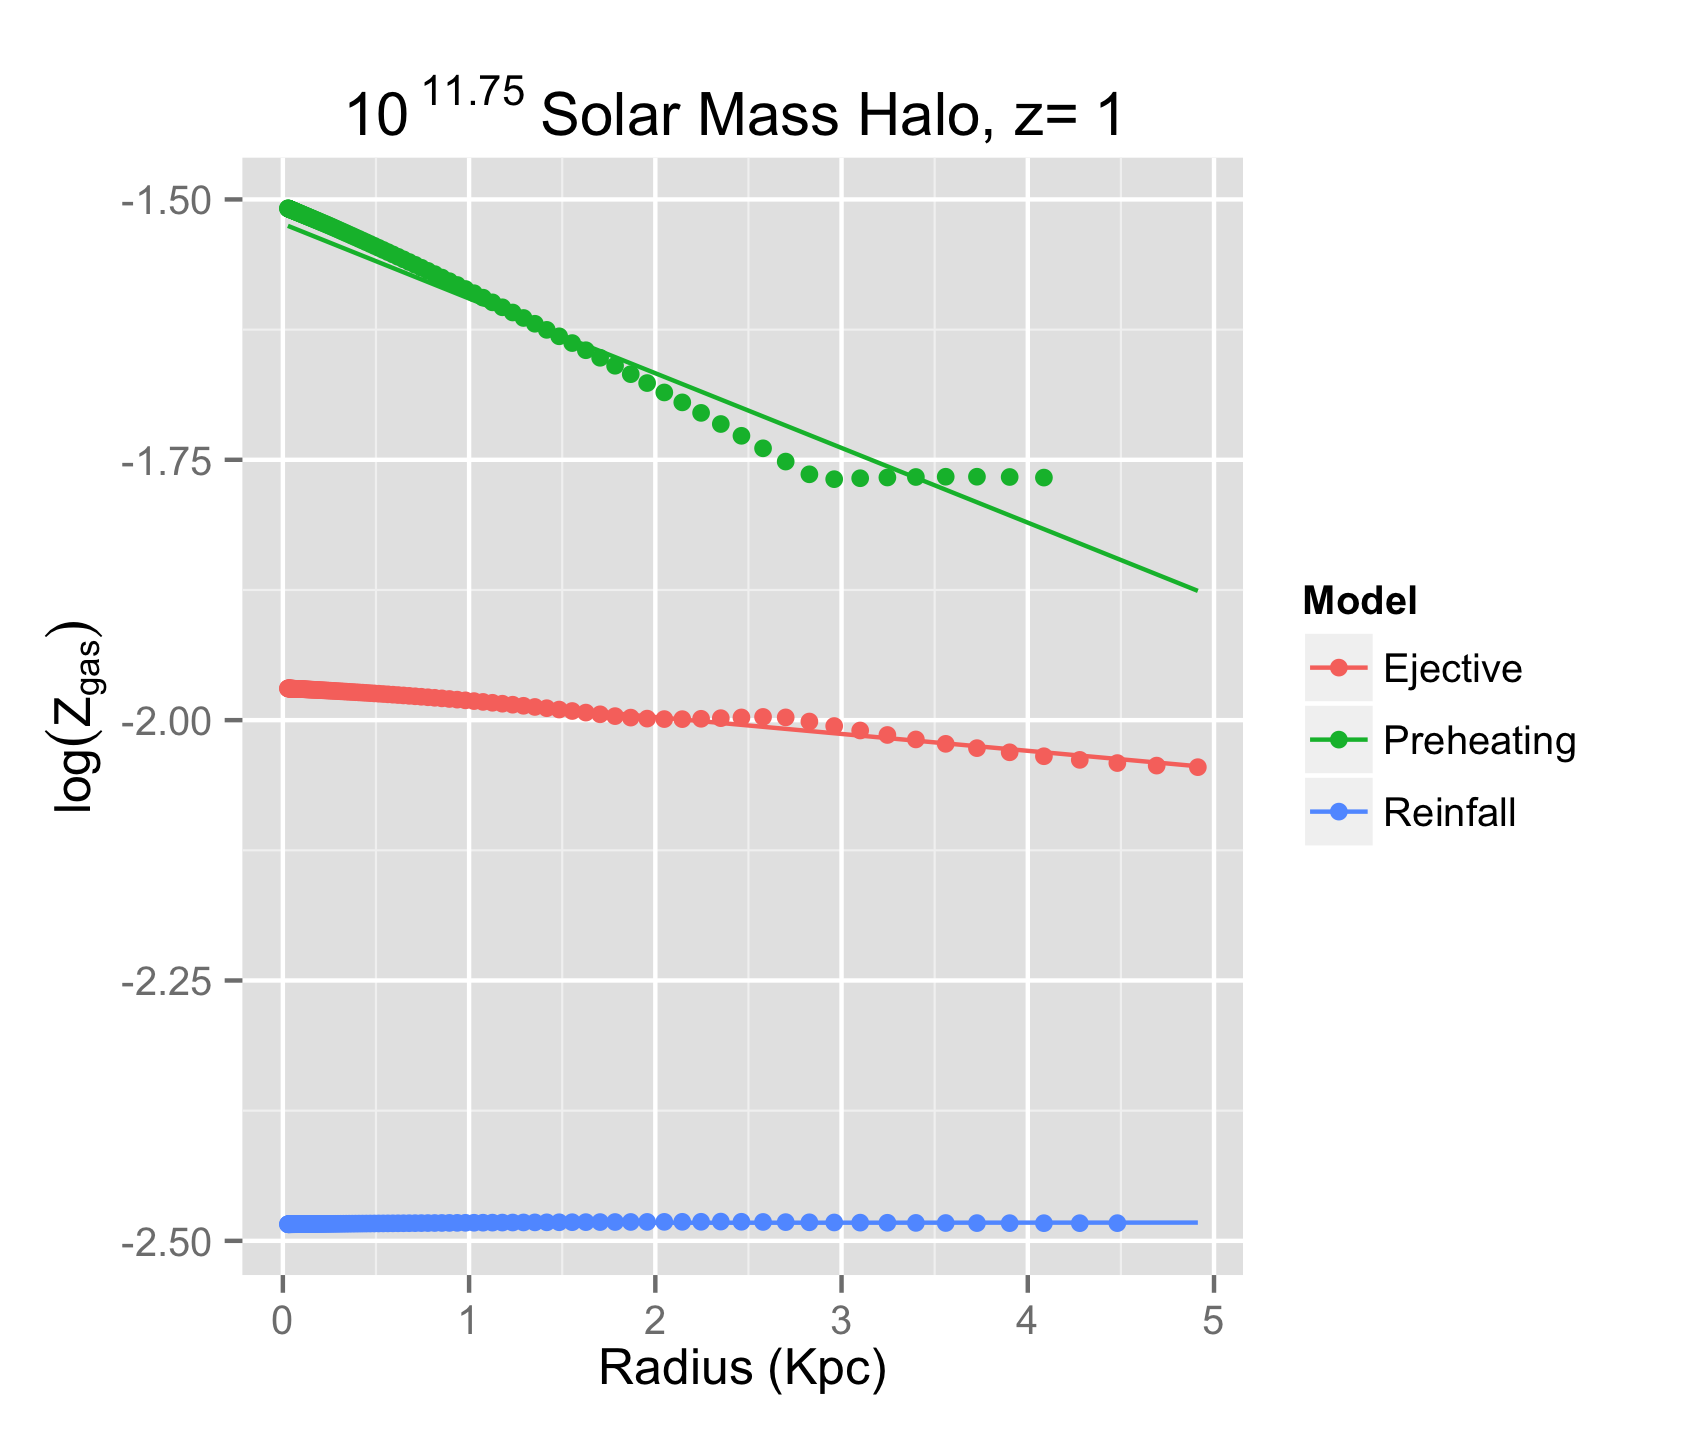 10 11.75 Solar Mass Halo, z= 1
-1.50
-1.75
-2.00
-2.25
-2.50
log(Zgas)
0 1 2 3 4 5
Radius (Kpc)
Model
Ejective
Preheating
Reinfall